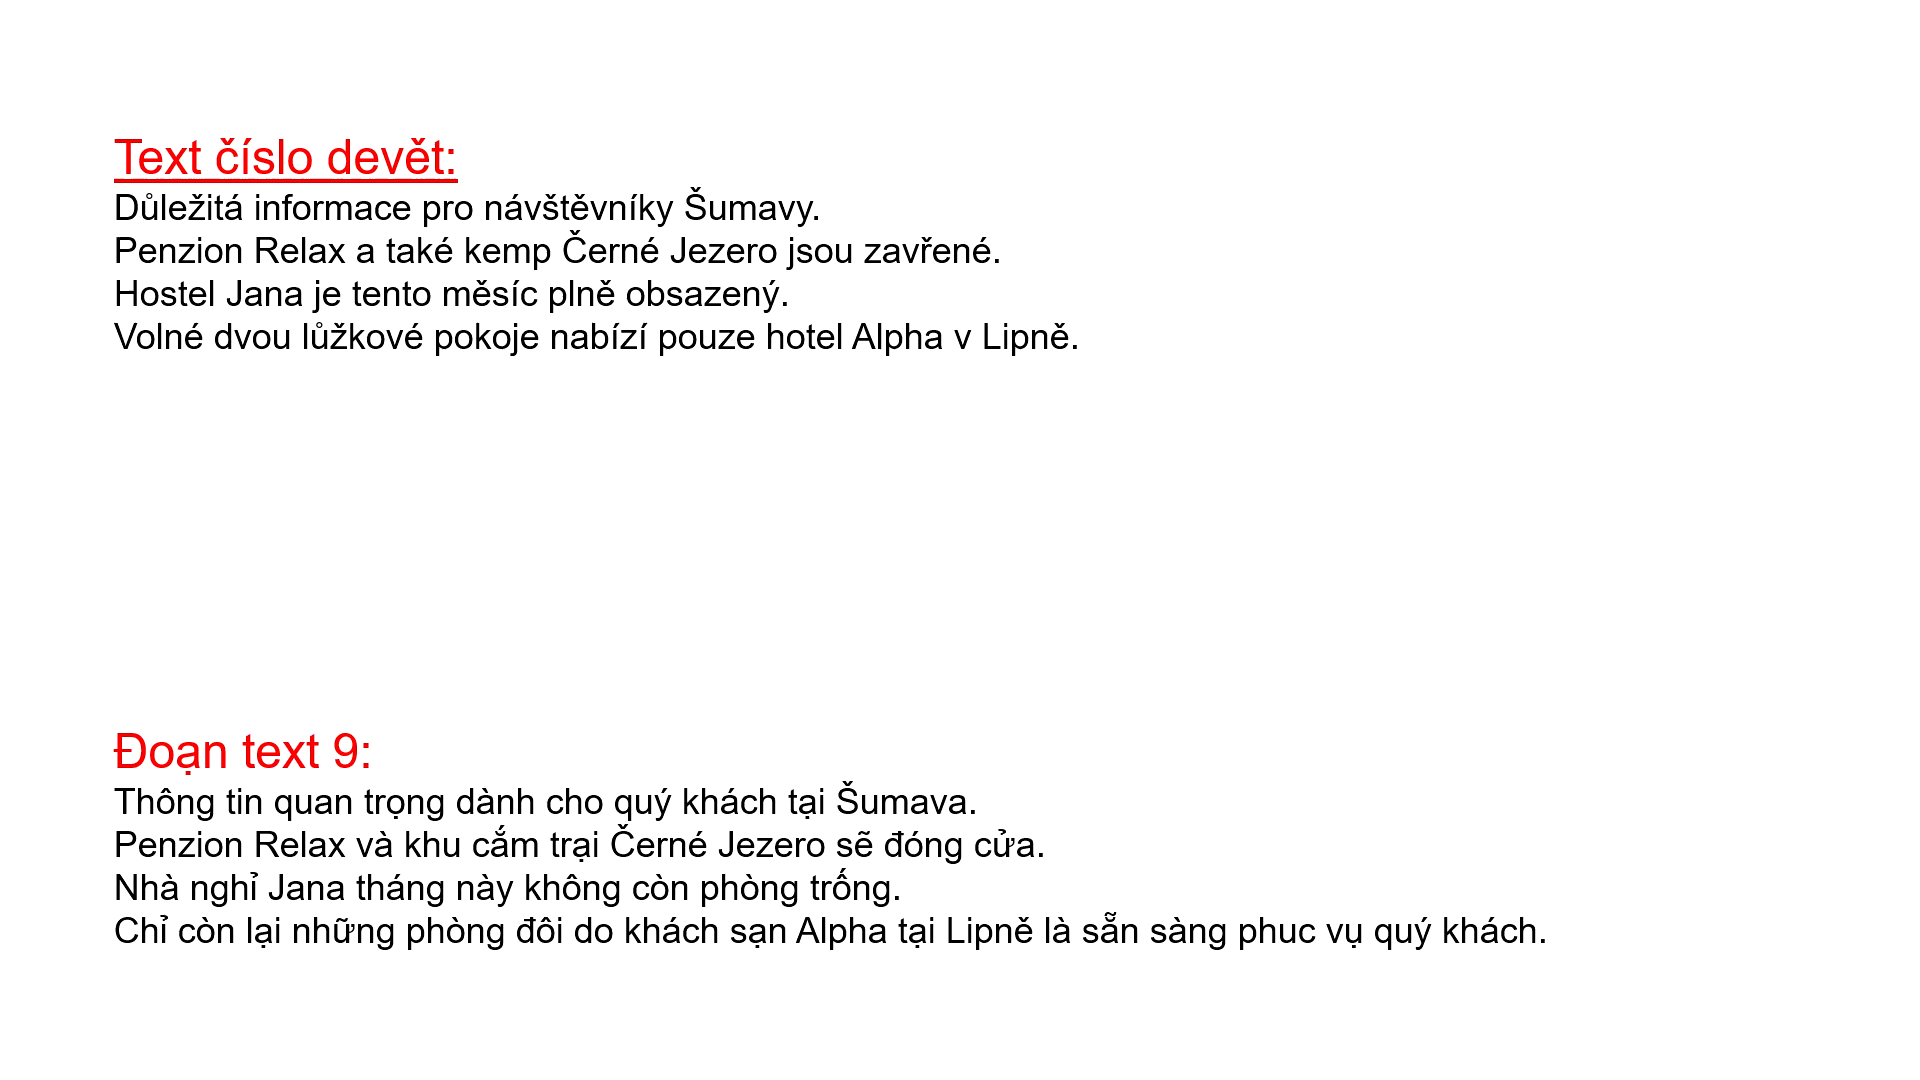 Text číslo devět:
Důležitá informace pro návštěvníky Šumavy.
Penzion Relax a také kemp Černé Jezero jsou zavřené.
Hostel Jana je tento měsíc plně obsazený.
Volné dvou lůžkové pokoje nabízí pouze hotel Alpha v Lipně.
Đoạn text 9:
Thông tin quan trọng dành cho quý khách tại Šumava.
Penzion Relax và khu cắm trại Černé Jezero sẽ đóng cửa.
Nhà nghỉ Jana tháng này không còn phòng trống.
Chỉ còn lại những phòng đôi do khách sạn Alpha tại Lipně là sẵn sàng phuc vụ quý khách.